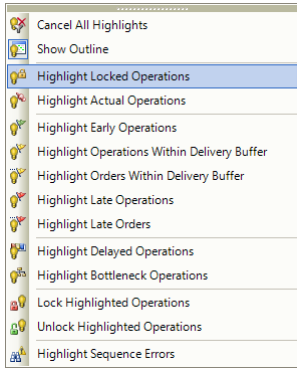 Cancel All Highlights
Show Outline
Highlight Locked Operations
Highlight Actual Operations
Highlight Early Operations
Highlight Operations Within Delivery Buffer
Highlight Orders Within Delivery Buffer
Highlight Late Operations
Highlight Late Orders
Highlight Delayed Operations
Highlight Bottleneck Operations
Lock Highlighted Operations
Unlock Highlighted Operations
Highlight Sequence Errors